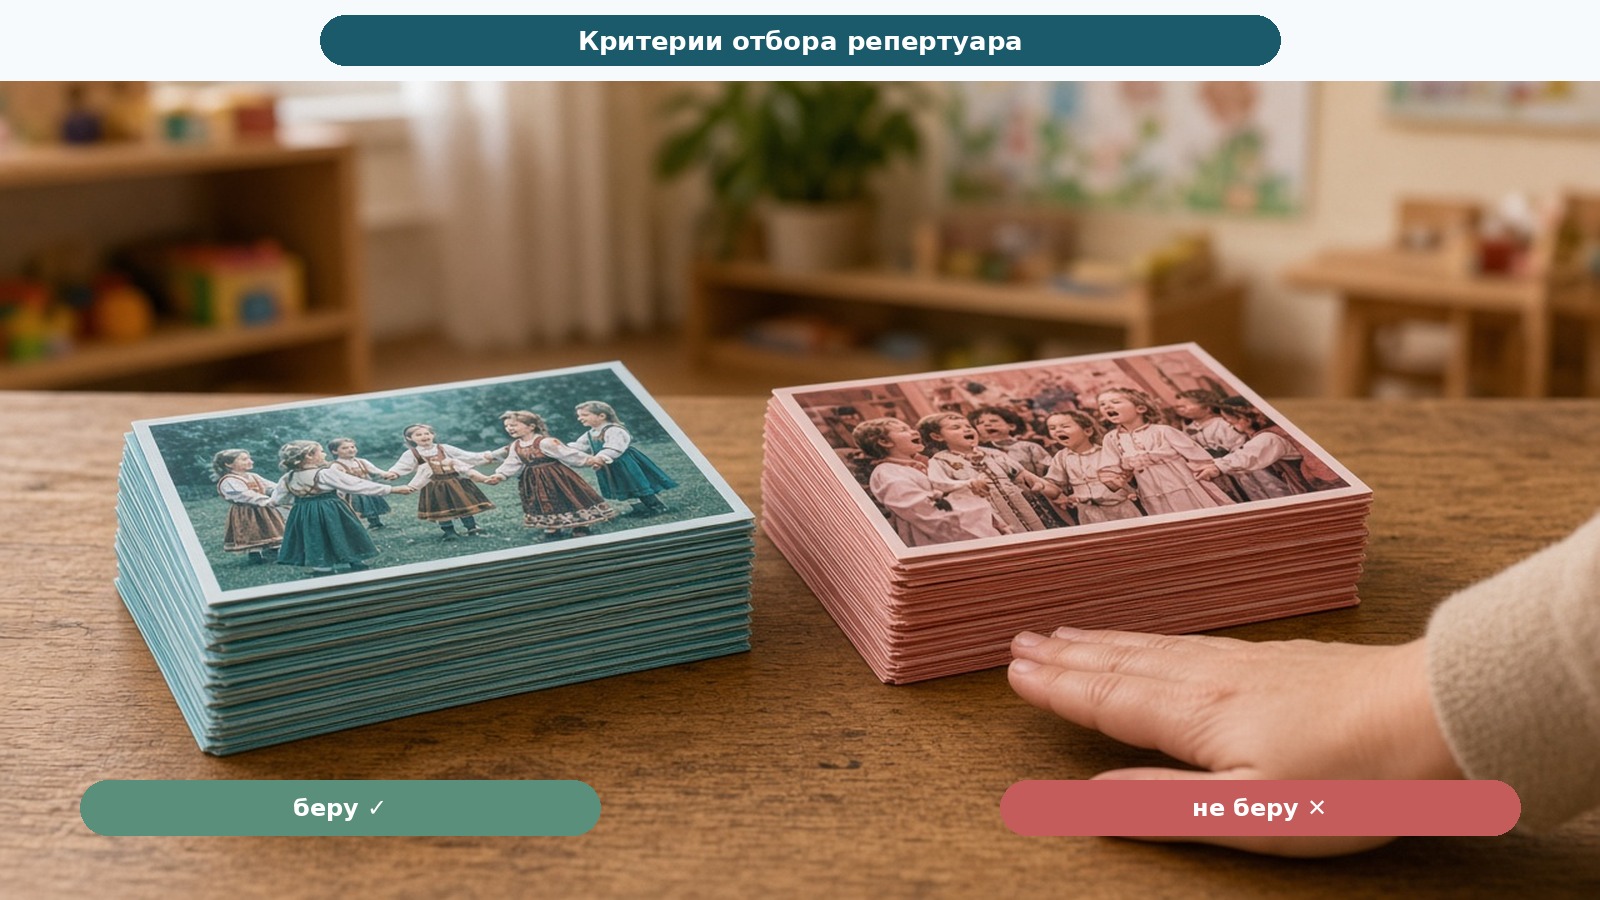 Критерии отбора репертуара
беру ✓
не беру ✕